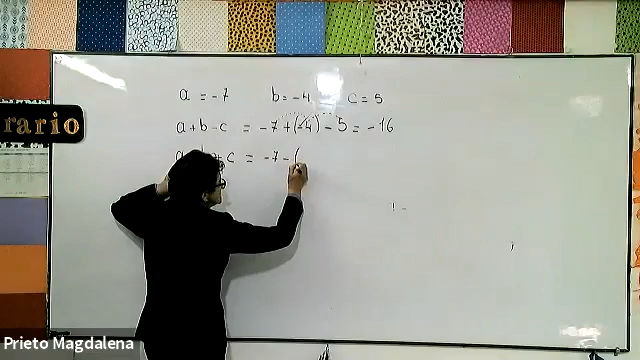 rario
a = -7 b = -4 c = 5
a+b-c = -7+(-4)-5 = -16
+ c = -7-(
Prieto Magdalena